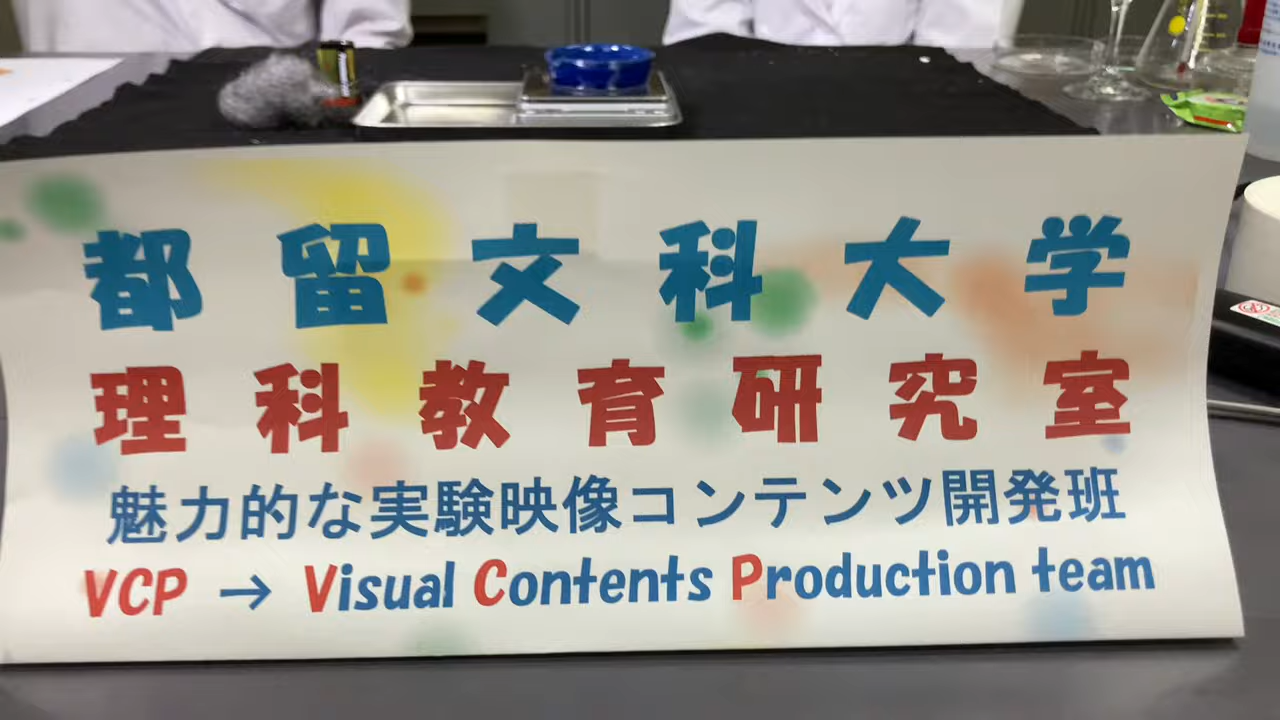 都留文科大学
理科教育研究室
魅力的な実験映像コンテンツ開発班
VCP → Visual Contents Production team